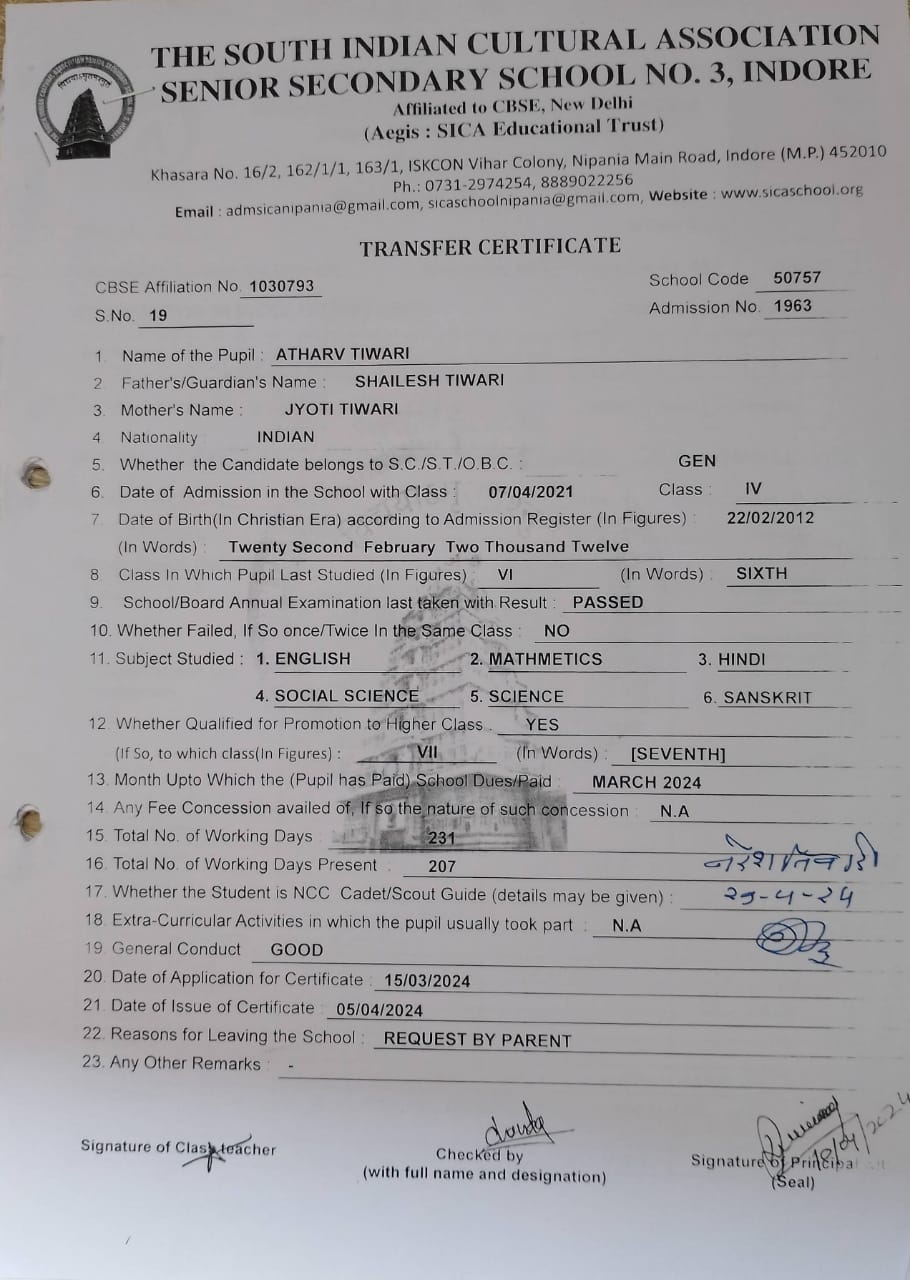 THE SOUTH INDIAN CULTURAL ASSOCIATION
SENIOR SECONDARY SCHOOL NO. 3, INDORE
Affiliated to CBSE, New Delhi
(Aegis : SICA Educational Trust)
Khasara No. 16/2, 162/1/1, 163/1, ISKCON Vihar Colony, Nipania Main Road, Indore (M.P.) 452010
Ph.: 0731-2974254, 8889022256
Email : admsicanipania@gmail.com, sicaschoolnipania@gmail.com, Website : www.sicaschool.org
TRANSFER CERTIFICATE
CBSE Affiliation No. 1030793 School Code 50757
S.No. 19 Admission No. 1963
1. Name of the Pupil : ATHARV TIWARI
2. Father's/Guardian's Name : SHAILESH TIWARI
3. Mother's Name : JYOTI TIWARI
4 Nationality INDIAN
5. Whether the Candidate belongs to S.C./S.T./O.B.C. : GEN
6. Date of Admission in the School with Class : 07/04/2021 Class : IV
7. Date of Birth(In Christian Era) according to Admission Register (In Figures) : 22/02/2012
(In Words) : Twenty Second February Two Thousand Twelve
8. Class In Which Pupil Last Studied (In Figures) VI (In Words) : SIXTH
9. School/Board Annual Examination last taken with Result : PASSED
10. Whether Failed, If So once/Twice In the Same Class : NO
11. Subject Studied : 1. ENGLISH 2. MATHMETICS 3. HINDI
4. SOCIAL SCIENCE 5. SCIENCE 6. SANSKRIT
12. Whether Qualified for Promotion to Higher Class : YES
(If So, to which class(In Figures) : VII (In Words) : [SEVENTH]
13. Month Upto Which the (Pupil has Paid) School Dues/Paid : MARCH 2024
14. Any Fee Concession availed of, If so the nature of such concession : N.A
15. Total No. of Working Days : 231
16. Total No. of Working Days Present : 207 नरेश तिवारी
17. Whether the Student is NCC Cadet/Scout Guide (details may be given) : २९-4-२4
18. Extra-Curricular Activities in which the pupil usually took part : N.A
19. General Conduct GOOD
20. Date of Application for Certificate : 15/03/2024
21. Date of Issue of Certificate : 05/04/2024
22. Reasons for Leaving the School : REQUEST BY PARENT
23. Any Other Remarks : -
18/04/2024
Signature of Class teacher Checked by Signature of Principal
(with full name and designation) (Seal)